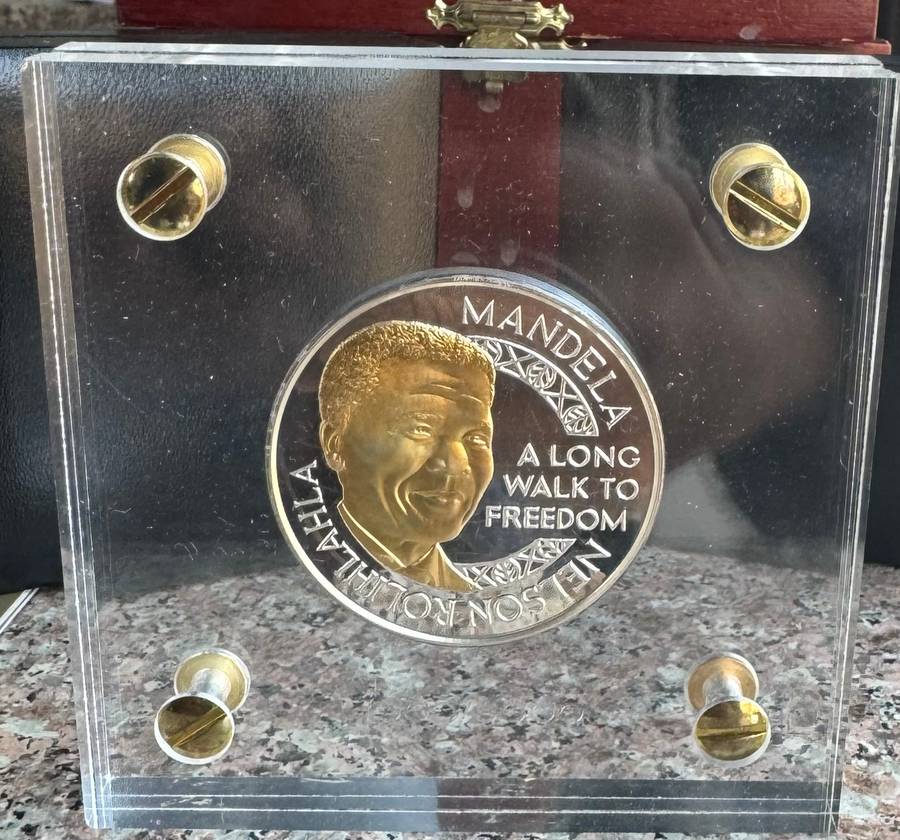 MANDELA
A LONG
WALK TO
FREEDOM
NELSON ROLIHLAHLA